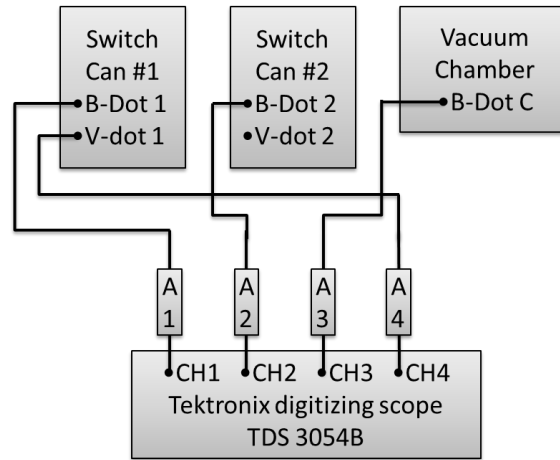 Switch
Can #1
B-Dot 1
V-dot 1
Switch
Can #2
B-Dot 2
V-dot 2
Vacuum
Chamber
B-Dot C
A
1
A
2
A
3
A
4
CH1
CH2
CH3
CH4
Tektronix digitizing scope
TDS 3054B